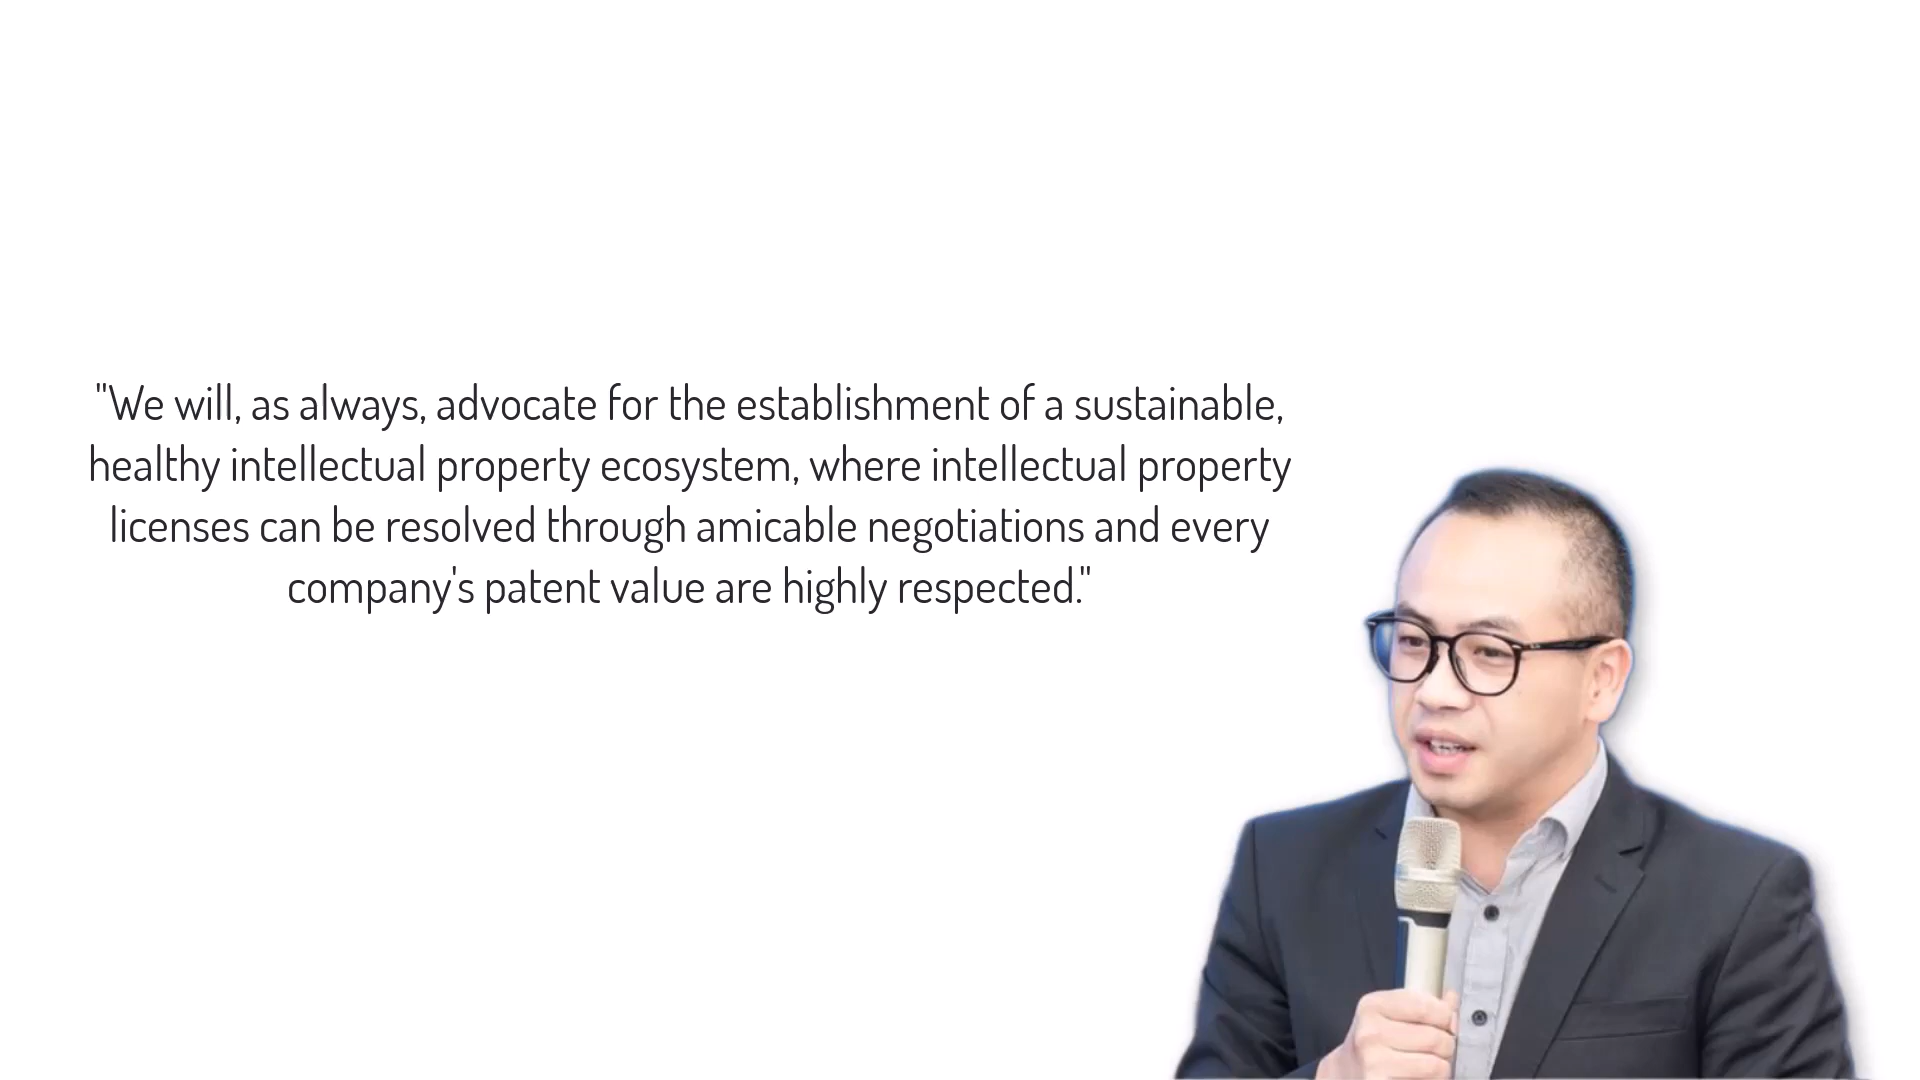 "We will, as always, advocate for the establishment of a sustainable,
healthy intellectual property ecosystem, where intellectual property
licenses can be resolved through amicable negotiations and every
company's patent value are highly respected."